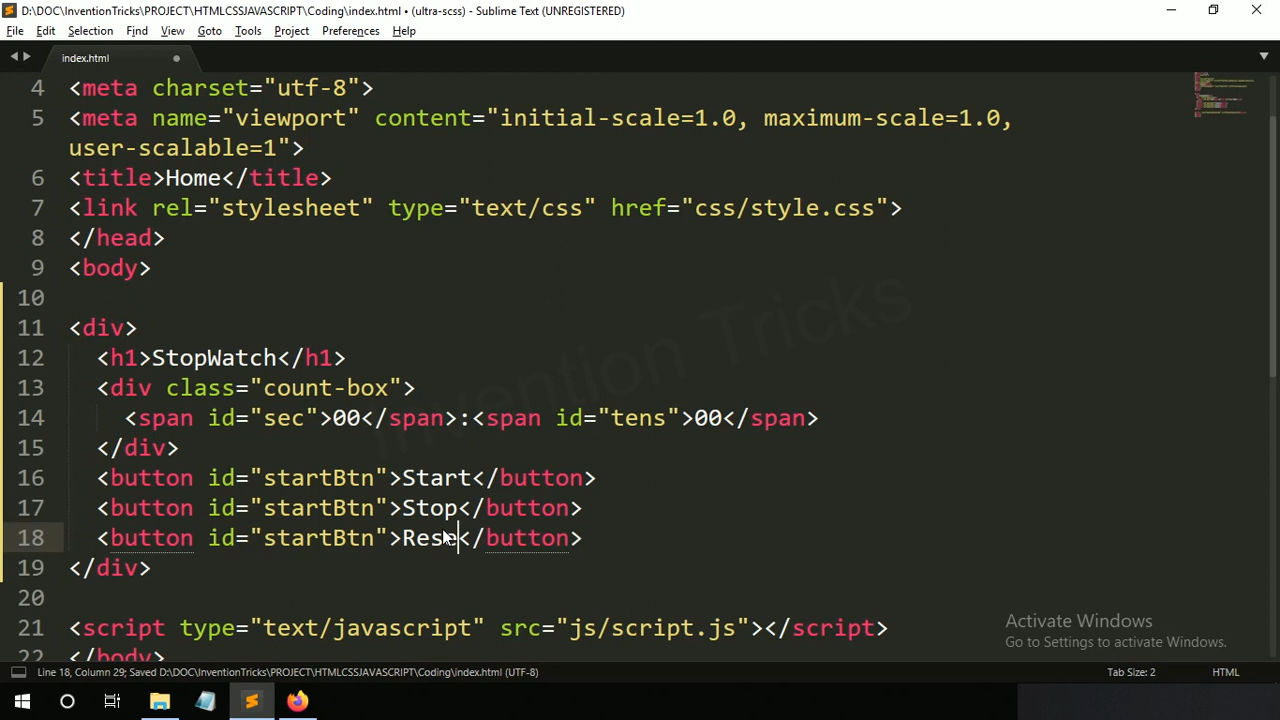 D:\DOC\InventionTricks\PROJECT\HTMLCSSJAVASCRIPT\Coding\index.html • (ultra-scss) - Sublime Text (UNREGISTERED)
File Edit Selection Find View Goto Tools Project Preferences Help
index.html
4 <meta charset="utf-8">
5 <meta name="viewport" content="initial-scale=1.0, maximum-scale=1.0,
user-scalable=1">
6 <title>Home</title>
7 <link rel="stylesheet" type="text/css" href="css/style.css">
8 </head>
9 <body>
10
11 <div>
12 <h1>StopWatch</h1>
13 <div class="count-box">
14 <span id="sec">00</span>:<span id="tens">00</span>
15 </div>
16 <button id="startBtn">Start</button>
17 <button id="startBtn">Stop</button>
18 <button id="startBtn">Rese</button>
19 </div>
20
21 <script type="text/javascript" src="js/script.js"></script>
22 </body>
Invention Tricks
Activate Windows
Go to Settings to activate Windows.
Line 18, Column 29; Saved D:\DOC\InventionTricks\PROJECT\HTMLCSSJAVASCRIPT\Coding\index.html (UTF-8)
Tab Size: 2
HTML